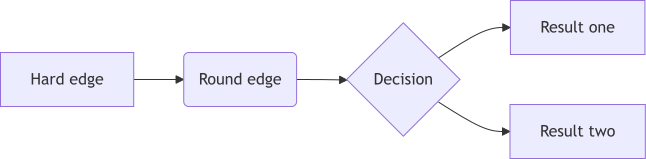 Hard edge
Round edge
Decision
Result one
Result two